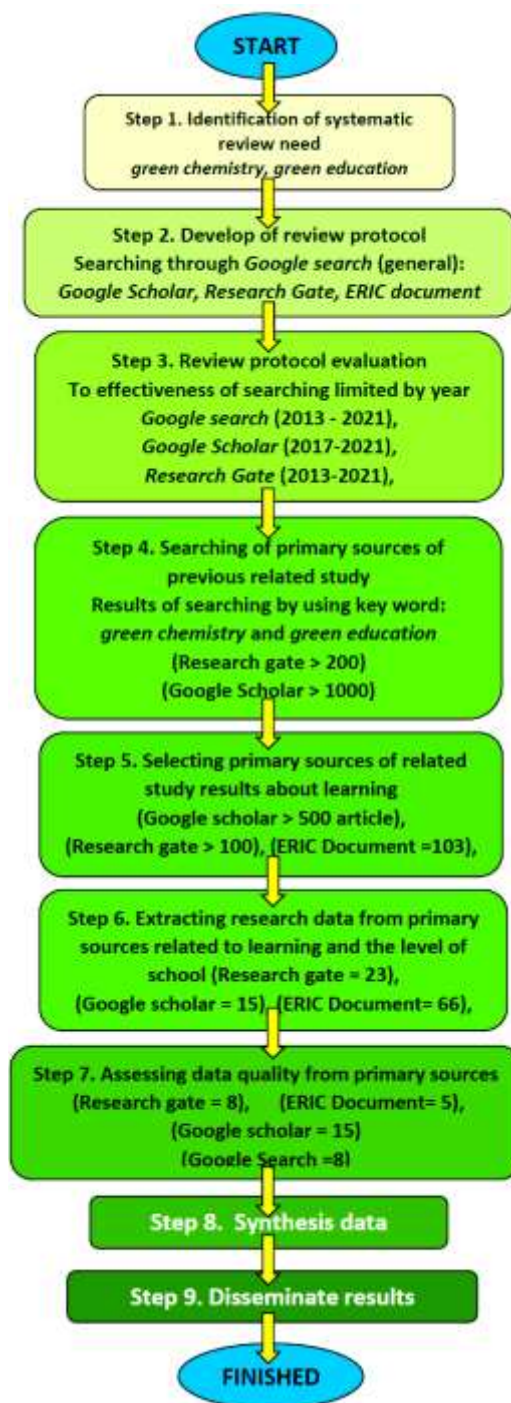 START
Step 1. Identification of systematic
review need
green chemistry, green education
Step 2. Develop of review protocol
Searching through Google search (general):
Google Scholar, Research Gate, ERIC document
Step 3. Review protocol evaluation
To effectiveness of searching limited by year
Google search (2013 - 2021),
Google Scholar (2017-2021),
Research Gate (2013-2021),
Step 4. Searching of primary sources of
previous related study
Results of searching by using key word:
green chemistry and green education
(Research gate > 200)
(Google Scholar > 1000)
Step 5. Selecting primary sources of related
study results about learning
(Google scholar > 500 article),
(Research gate > 100), (ERIC Document =103),
Step 6. Extracting research data from primary
sources related to learning and the level of
school (Research gate = 23),
(Google scholar = 15), (ERIC Document= 66),
Step 7. Assessing data quality from primary sources
(Research gate = 8), (ERIC Document= 5),
(Google scholar = 15)
(Google Search =8)
Step 8. Synthesis data
Step 9. Disseminate results
FINISHED